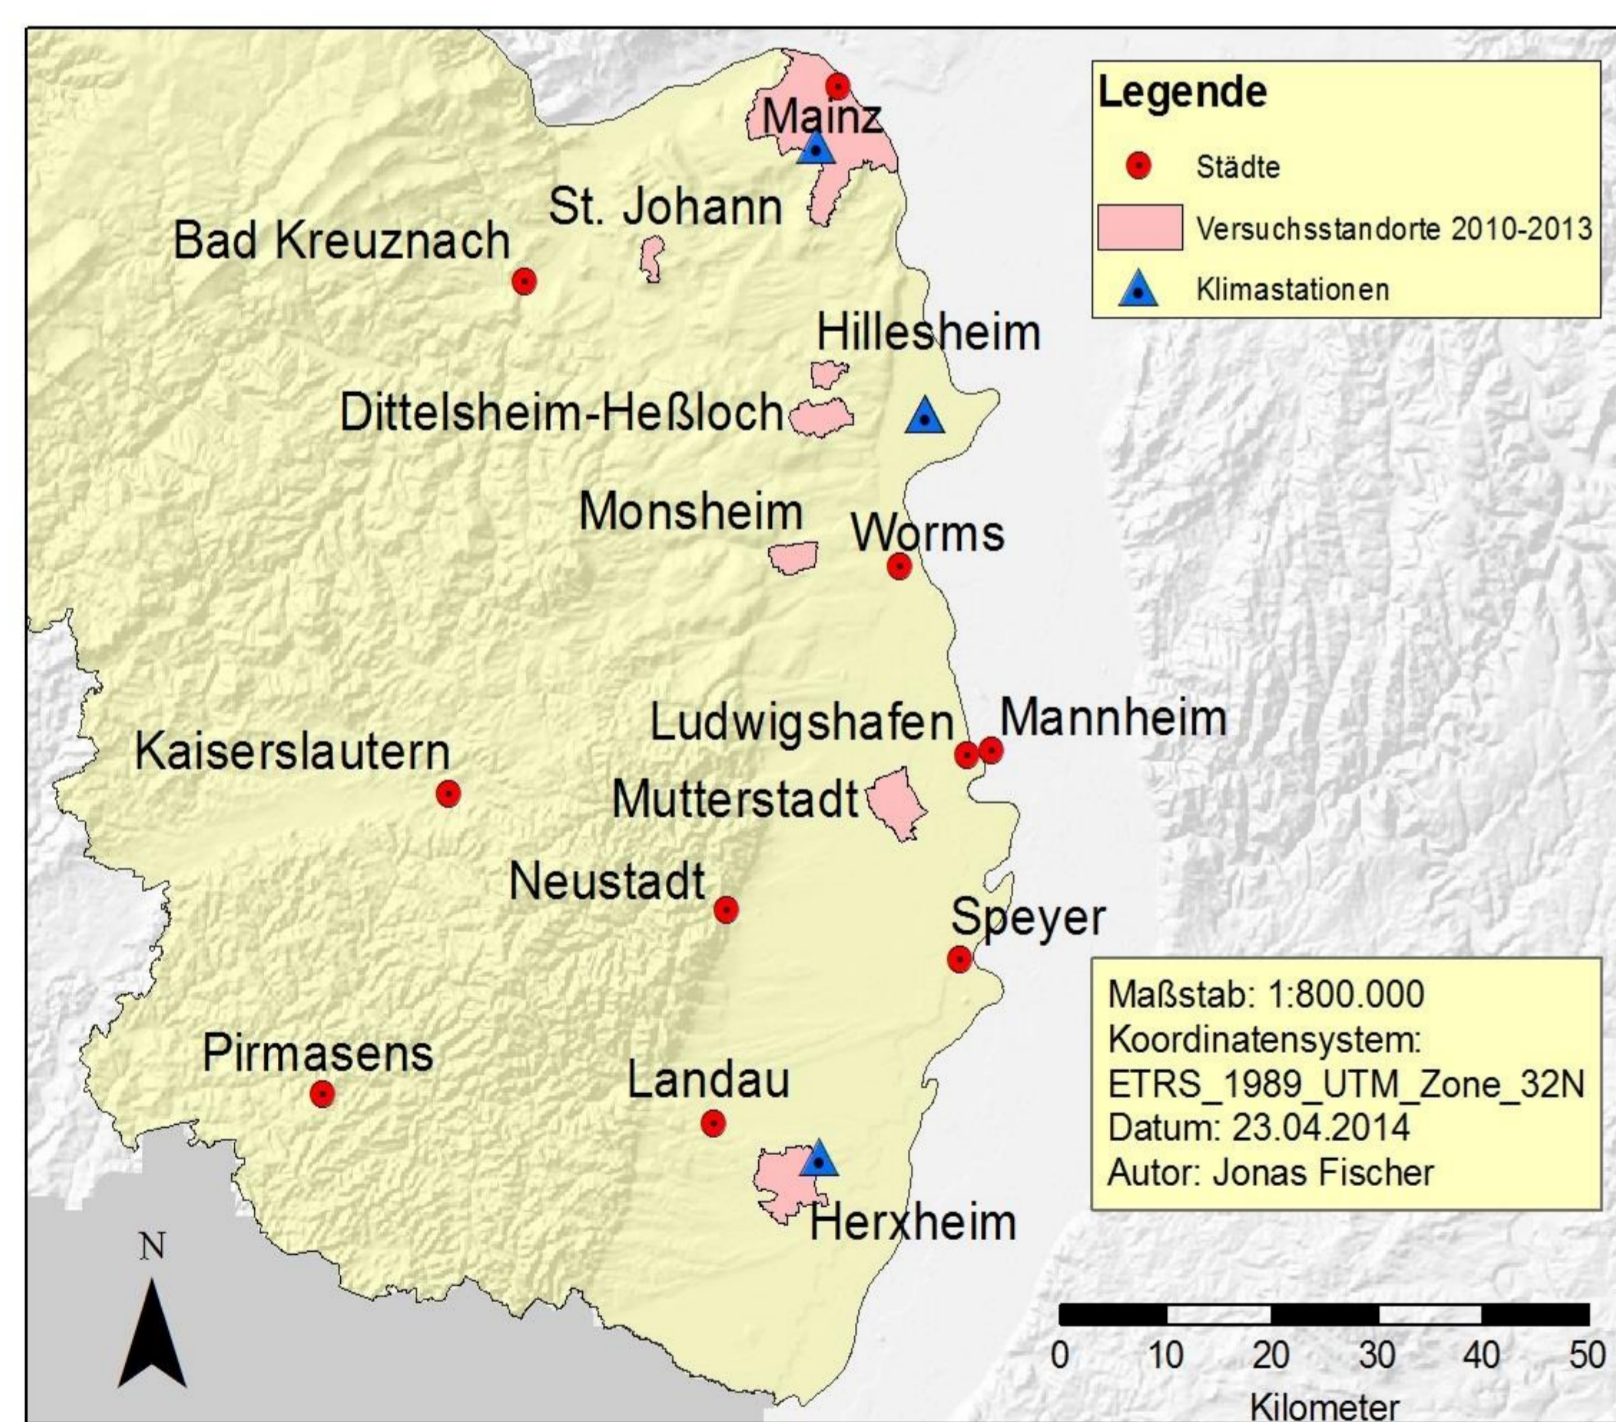 Legende
Städte
Versuchsstandorte 2010-2013
Klimastationen
Mainz
St. Johann
Bad Kreuznach
Hillesheim
Dittelsheim-Heßloch
Monsheim
Worms
Ludwigshafen
Mannheim
Kaiserslautern
Mutterstadt
Neustadt
Speyer
Pirmasens
Landau
Herxheim
Maßstab: 1:800.000
Koordinatensystem:
ETRS_1989_UTM_Zone_32N
Datum: 23.04.2014
Autor: Jonas Fischer
N
0 10 20 30 40 50
Kilometer